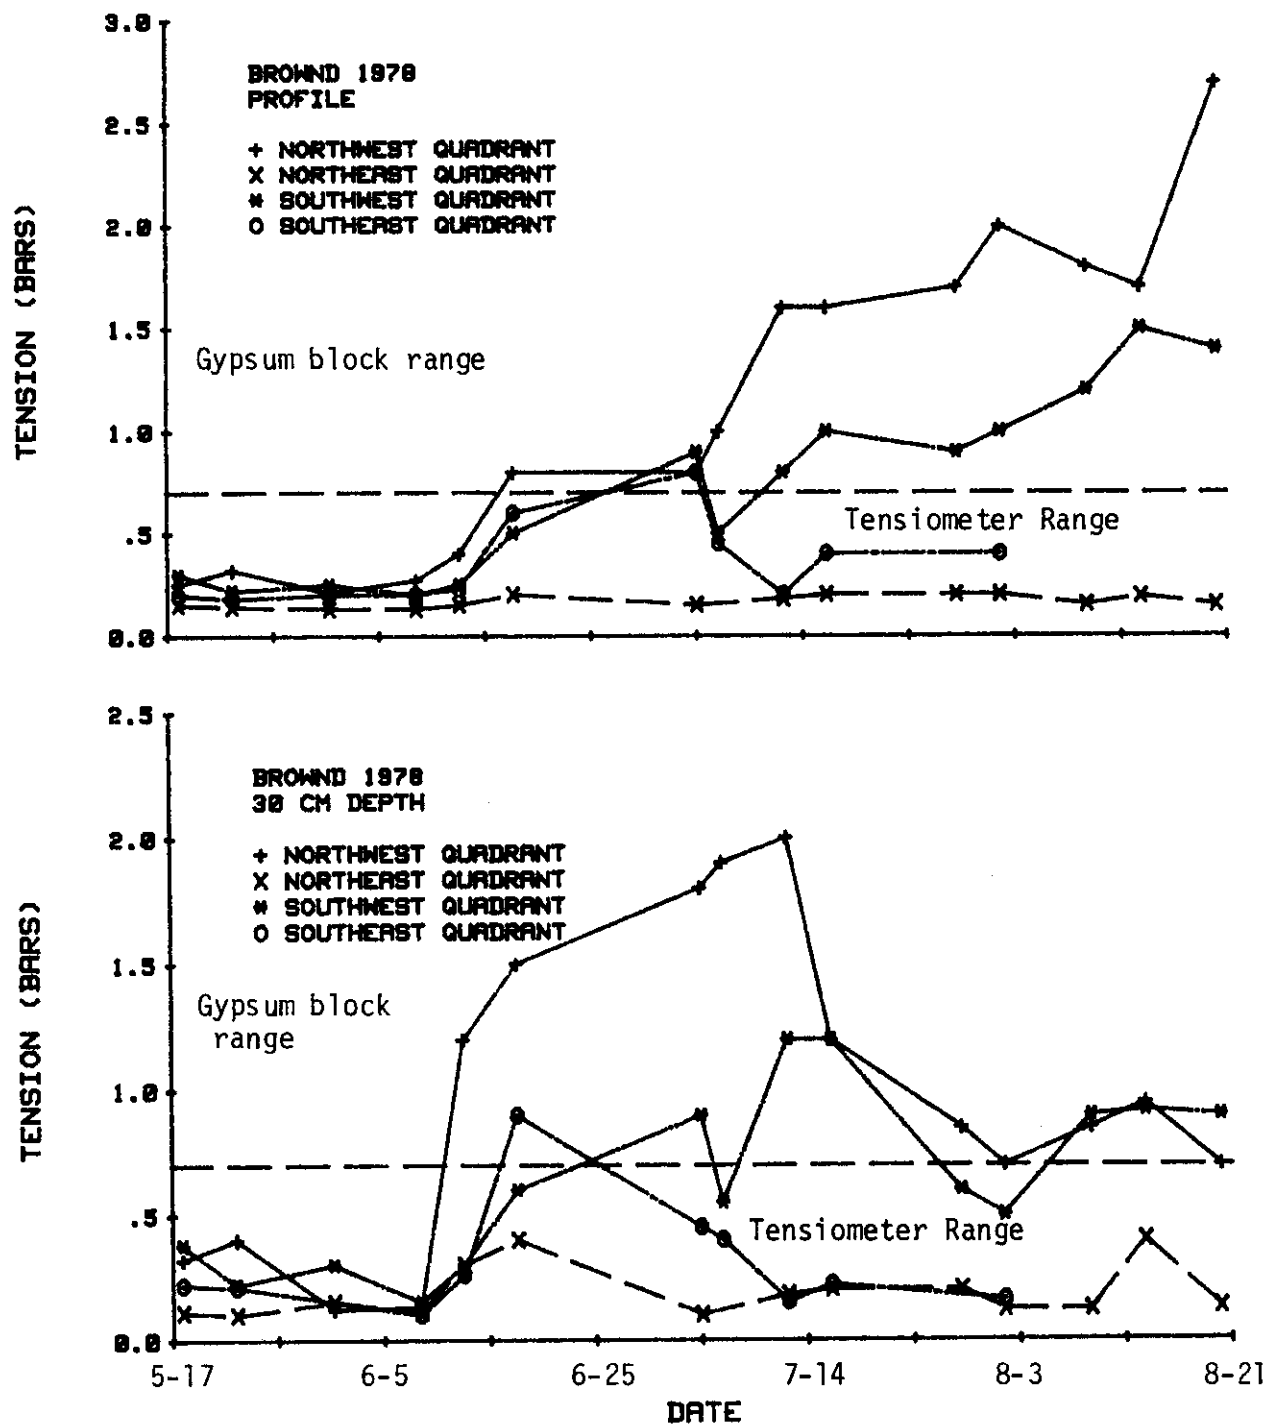 3.0
BROWND 1978
PROFILE
2.5
+ NORTHWEST QUADRANT
X NORTHEAST QUADRANT
* SOUTHWEST QUADRANT
O SOUTHEAST QUADRANT
2.0
TENSION (BARS)
1.5
Gypsum block range
1.0
Tensiometer Range
.5
0.0
2.5
BROWND 1978
30 CM DEPTH
2.0
+ NORTHWEST QUADRANT
X NORTHEAST QUADRANT
* SOUTHWEST QUADRANT
O SOUTHEAST QUADRANT
TENSION (BARS)
1.5
Gypsum block
range
1.0
.5
Tensiometer Range
0.0
5-17 6-5 6-25 7-14 8-3 8-21
DATE